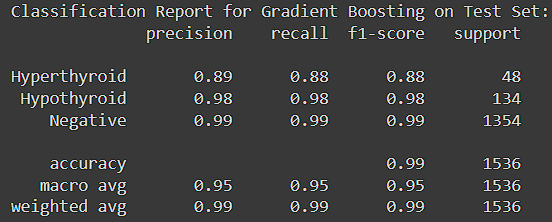 Classification Report for Gradient Boosting on Test Set:
precision recall f1-score support
Hyperthyroid 0.89 0.88 0.88 48
Hypothyroid 0.98 0.98 0.98 134
Negative 0.99 0.99 0.99 1354
accuracy 0.99 1536
macro avg 0.95 0.95 0.95 1536
weighted avg 0.99 0.99 0.99 1536